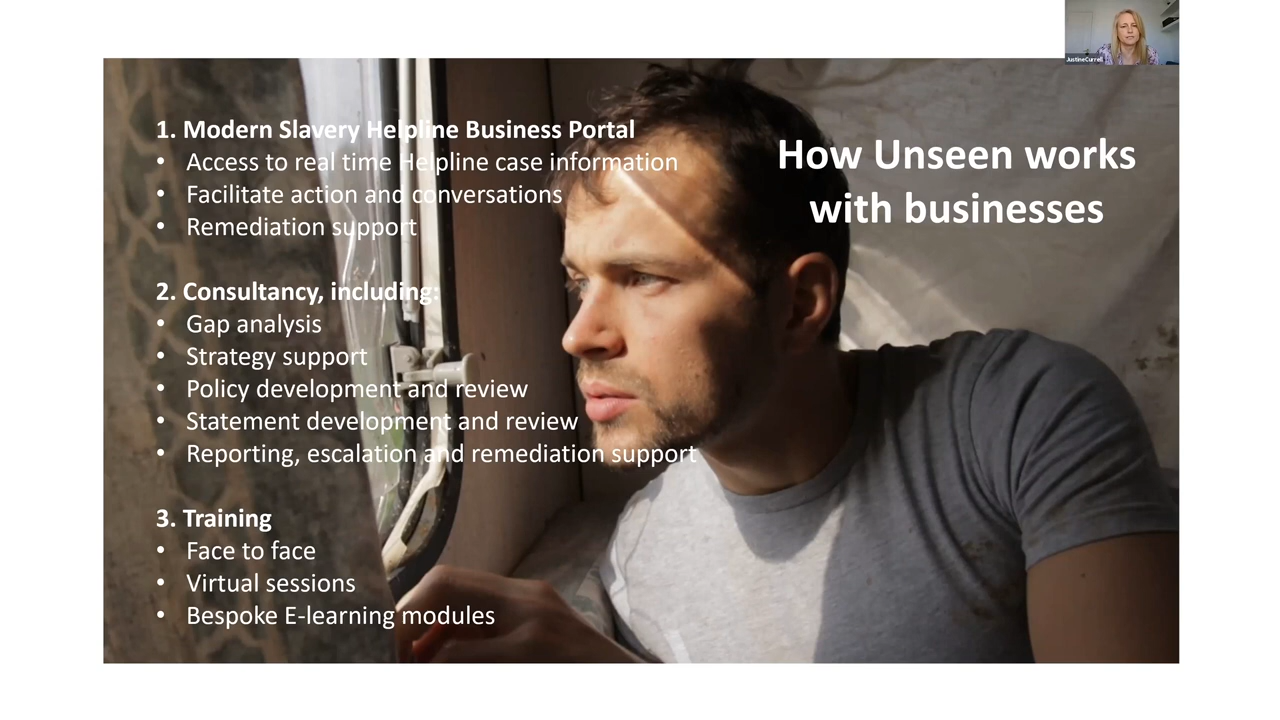 JustineCurrell
How Unseen works
with businesses
1. Modern Slavery Helpline Business Portal
• Access to real time Helpline case information
• Facilitate action and conversations
• Remediation support
2. Consultancy, including:
• Gap analysis
• Strategy support
• Policy development and review
• Statement development and review
• Reporting, escalation and remediation support
3. Training
• Face to face
• Virtual sessions
• Bespoke E-learning modules